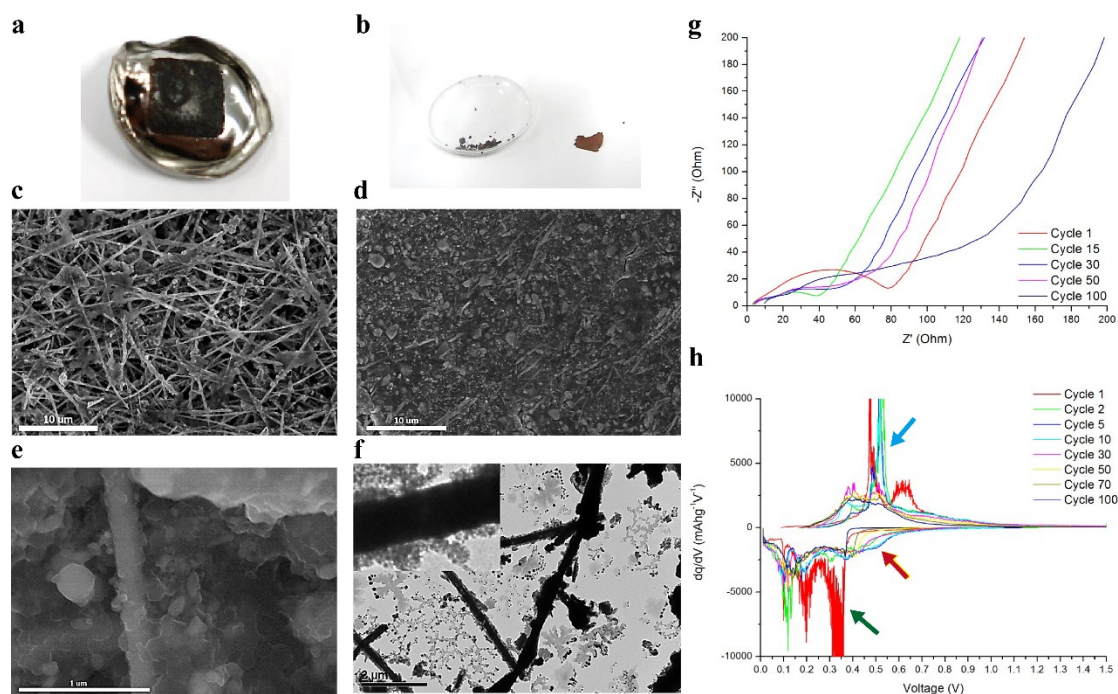 a
b
c
10 um
d
10 um
e
1 um
f
2 um
g
200
180
160
140
120
100
80
60
40
20
0
-Z" (Ohm)
0 20 40 60 80 100 120 140 160 180 200
Z' (Ohm)
Cycle 1
Cycle 15
Cycle 30
Cycle 50
Cycle 100
h
10000
5000
0
-5000
-10000
dq/dV (mAhg⁻¹V⁻¹)
0.0 0.1 0.2 0.3 0.4 0.5 0.6 0.7 0.8 0.9 1.0 1.1 1.2 1.3 1.4 1.5
Voltage (V)
Cycle 1
Cycle 2
Cycle 5
Cycle 10
Cycle 30
Cycle 50
Cycle 70
Cycle 100